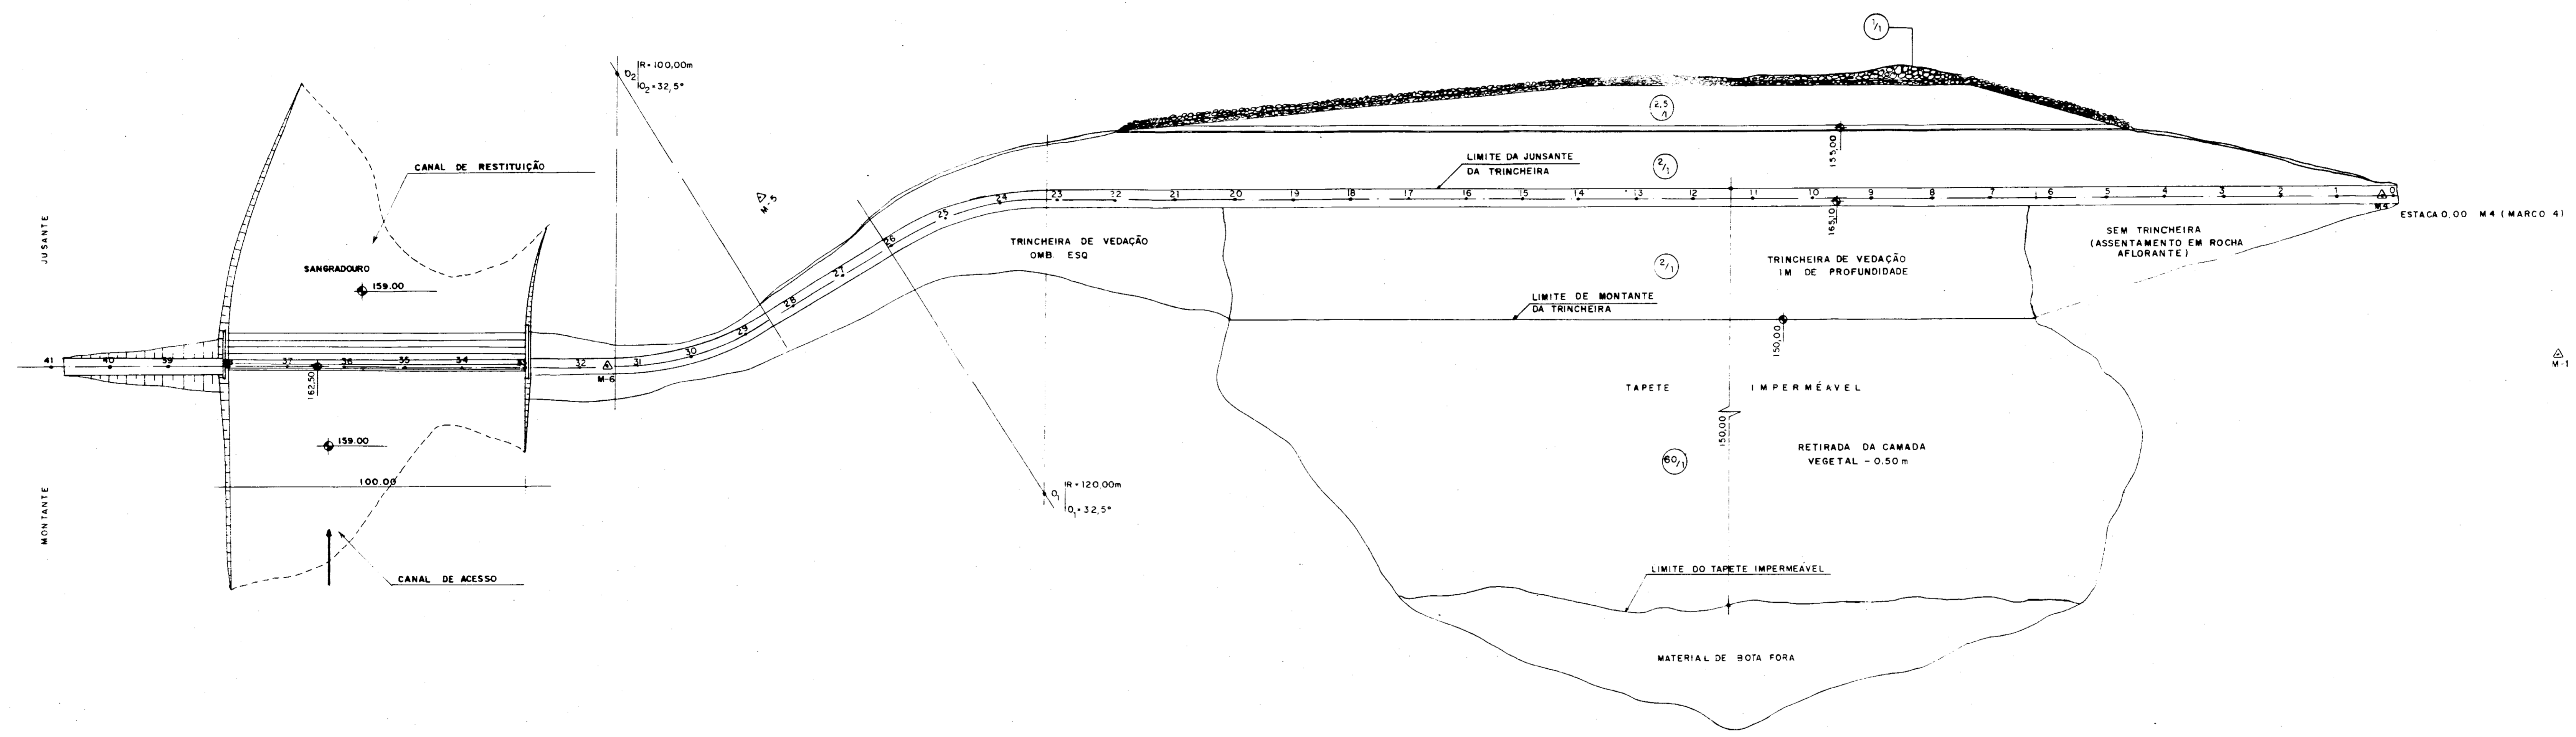 1/1
R=100,00m
O2
O2=32,5°
2,5
1
CANAL DE RESTITUIÇÃO
LIMITE DA JUNSANTE
DA TRINCHEIRA
2/1
155,00
M-5
JUSANTE
23 22 21 20 19 18 17 16 15 14 13 12 11 10 9 8 7 6 5 4 3 2 1 0
24
25
26
27
28
29
30
31
M4
165,10
ESTACA 0,00 M4 (MARCO 4)
TRINCHEIRA DE VEDAÇÃO
OMB. ESQ
SEM TRINCHEIRA
(ASSENTAMENTO EM ROCHA
AFLORANTE)
TRINCHEIRA DE VEDAÇÃO
1M DE PROFUNDIDADE
2/1
SANGRADOURO
159.00
LIMITE DE MONTANTE
DA TRINCHEIRA
150,00
41 40 39 37 36 35 34 33 32
M-6
162,50
M-1
TAPETE IMPERMÉAVEL
150,00
159.00
RETIRADA DA CAMADA
VEGETAL - 0.50m
60/1
100.00
R=120,00m
O1
O1=32,5°
MONTANTE
CANAL DE ACESSO
LIMITE DO TAPETE IMPERMEÁVEL
MATERIAL DE BOTA FORA